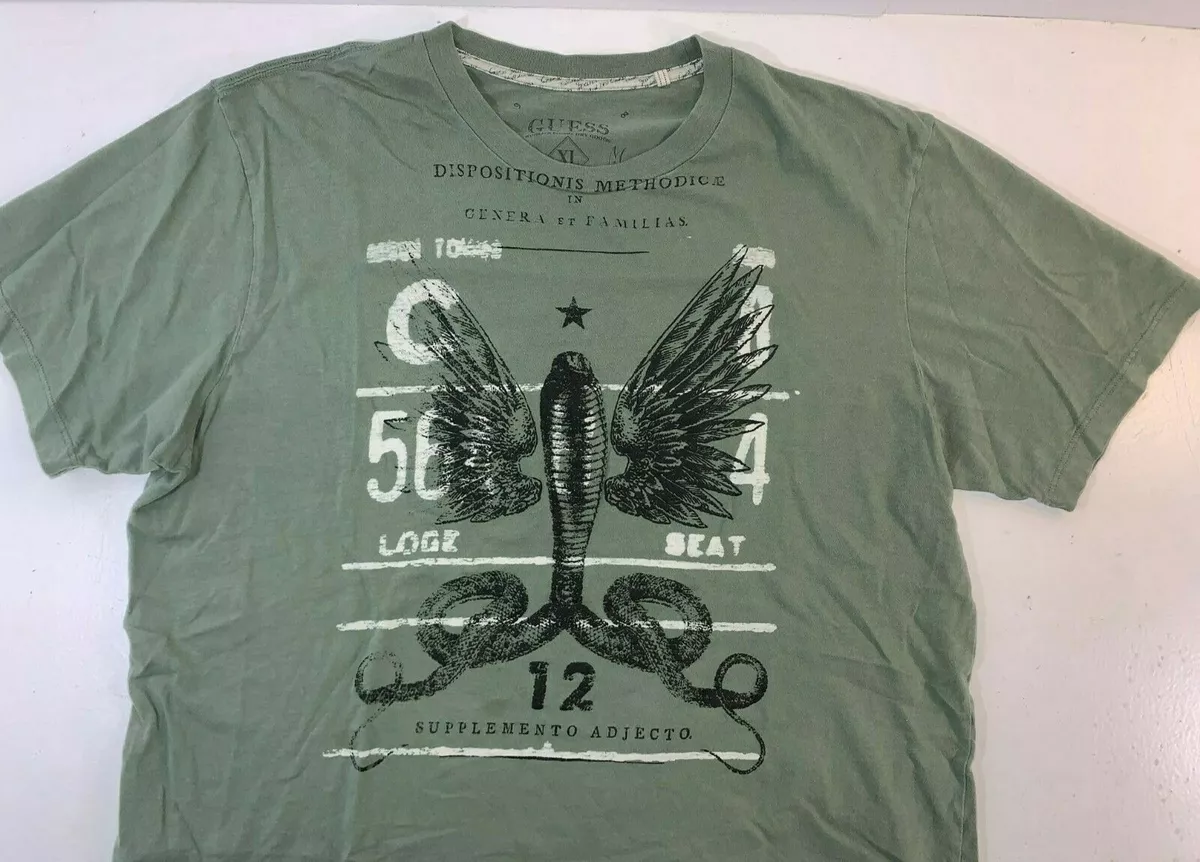 GUESS
XL
DISPOSITIONIS METHODICÆ
IN
GENERA ET FAMILIAS.
C
56 4
LOGE SEAT
12
SUPPLEMENTO ADJECTO.